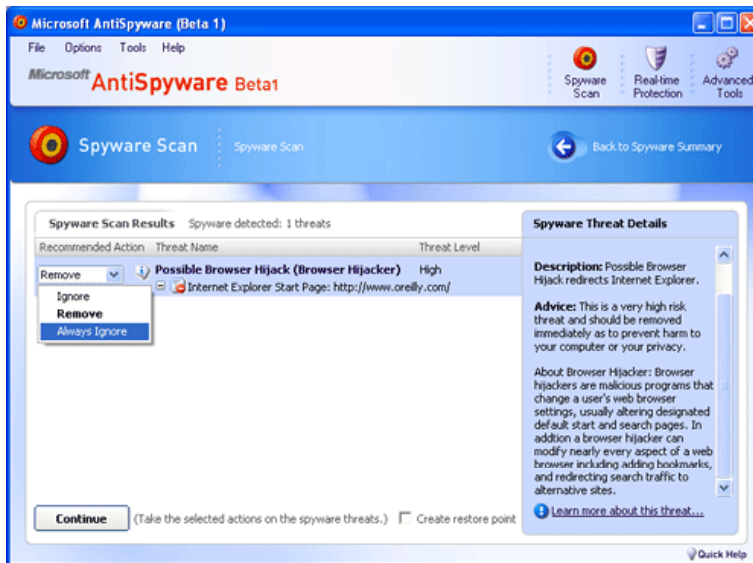 Microsoft AntiSpyware (Beta 1)
File Options Tools Help
Microsoft AntiSpyware Beta1
Spyware Scan
Real-time Protection
Advanced Tools
Spyware Scan
Spyware Scan
Back to Spyware Summary
Spyware Scan Results Spyware detected: 1 threats
Recommended Action Threat Name Threat Level
Remove Possible Browser Hijack (Browser Hijacker) High
Internet Explorer Start Page: http://www.oreilly.com/
Ignore
Remove
Always Ignore
Spyware Threat Details
Description: Possible Browser
Hijack redirects Internet Explorer.
Advice: This is a very high risk
threat and should be removed
immediately as to prevent harm to
your computer or your privacy.
About Browser Hijacker: Browser
hijackers are malicious programs that
change a user's web browser
settings, usually altering designated
default start and search pages. In
addtion a browser hijacker can
modify nearly every aspect of a web
browser including adding bookmarks,
and redirecting search traffic to
alternative sites.
Learn more about this threat...
Continue (Take the selected actions on the spyware threats.) Create restore point
Quick Help